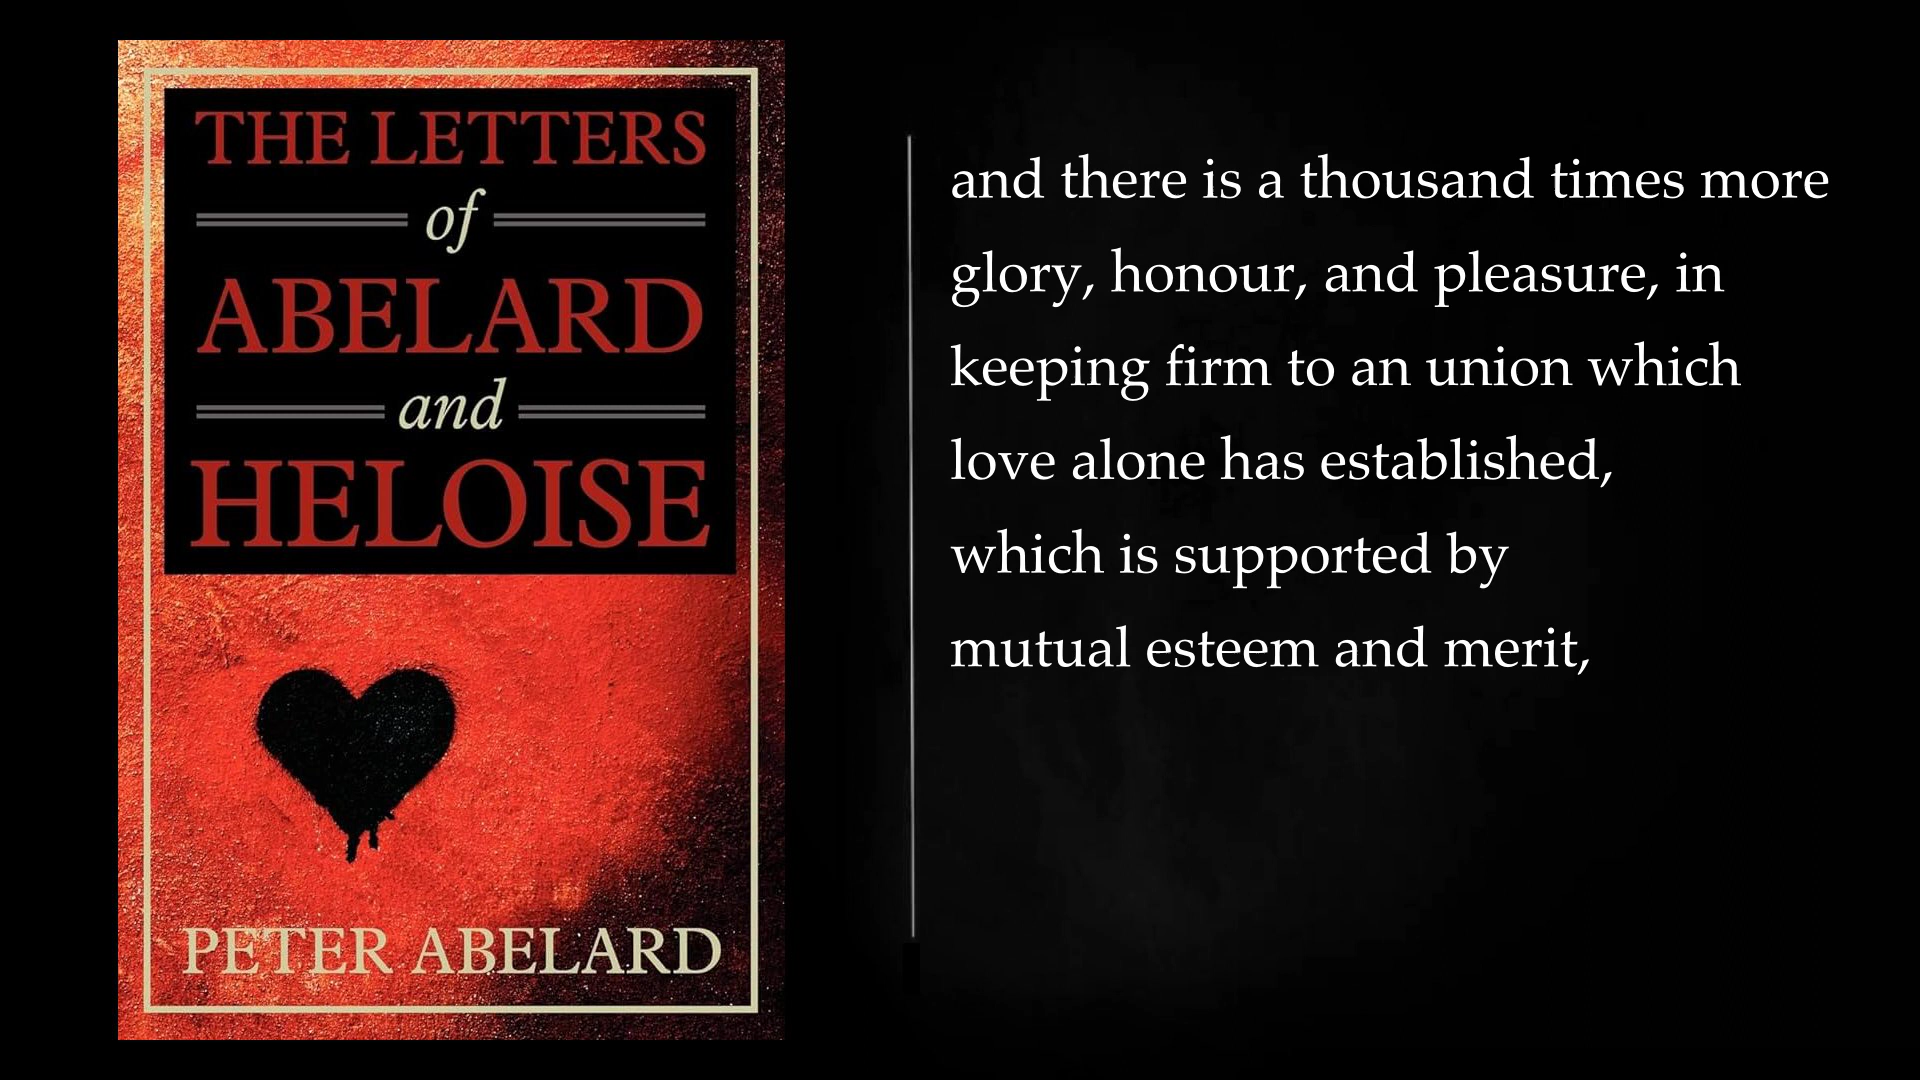 THE LETTERS
of
ABELARD
and
HELOISE
PETER ABELARD
and there is a thousand times more
glory, honour, and pleasure, in
keeping firm to an union which
love alone has established,
which is supported by
mutual esteem and merit,